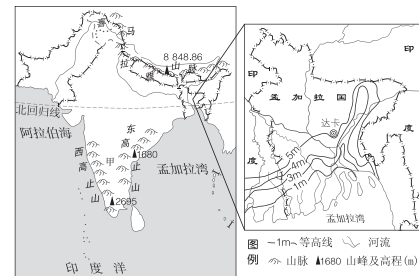 喜
马
拉
雅
山
脉
8 848.86
北回归线
阿拉伯海
西
高
止
山
甲
东
高
止
山
1680
2695
孟加拉湾
印度洋
印
度
印
度
孟加拉国
达卡
5m
4m
3m
1m
孟加拉湾
图例
1m 等高线
河流
山脉
1680 山峰及高程(m)